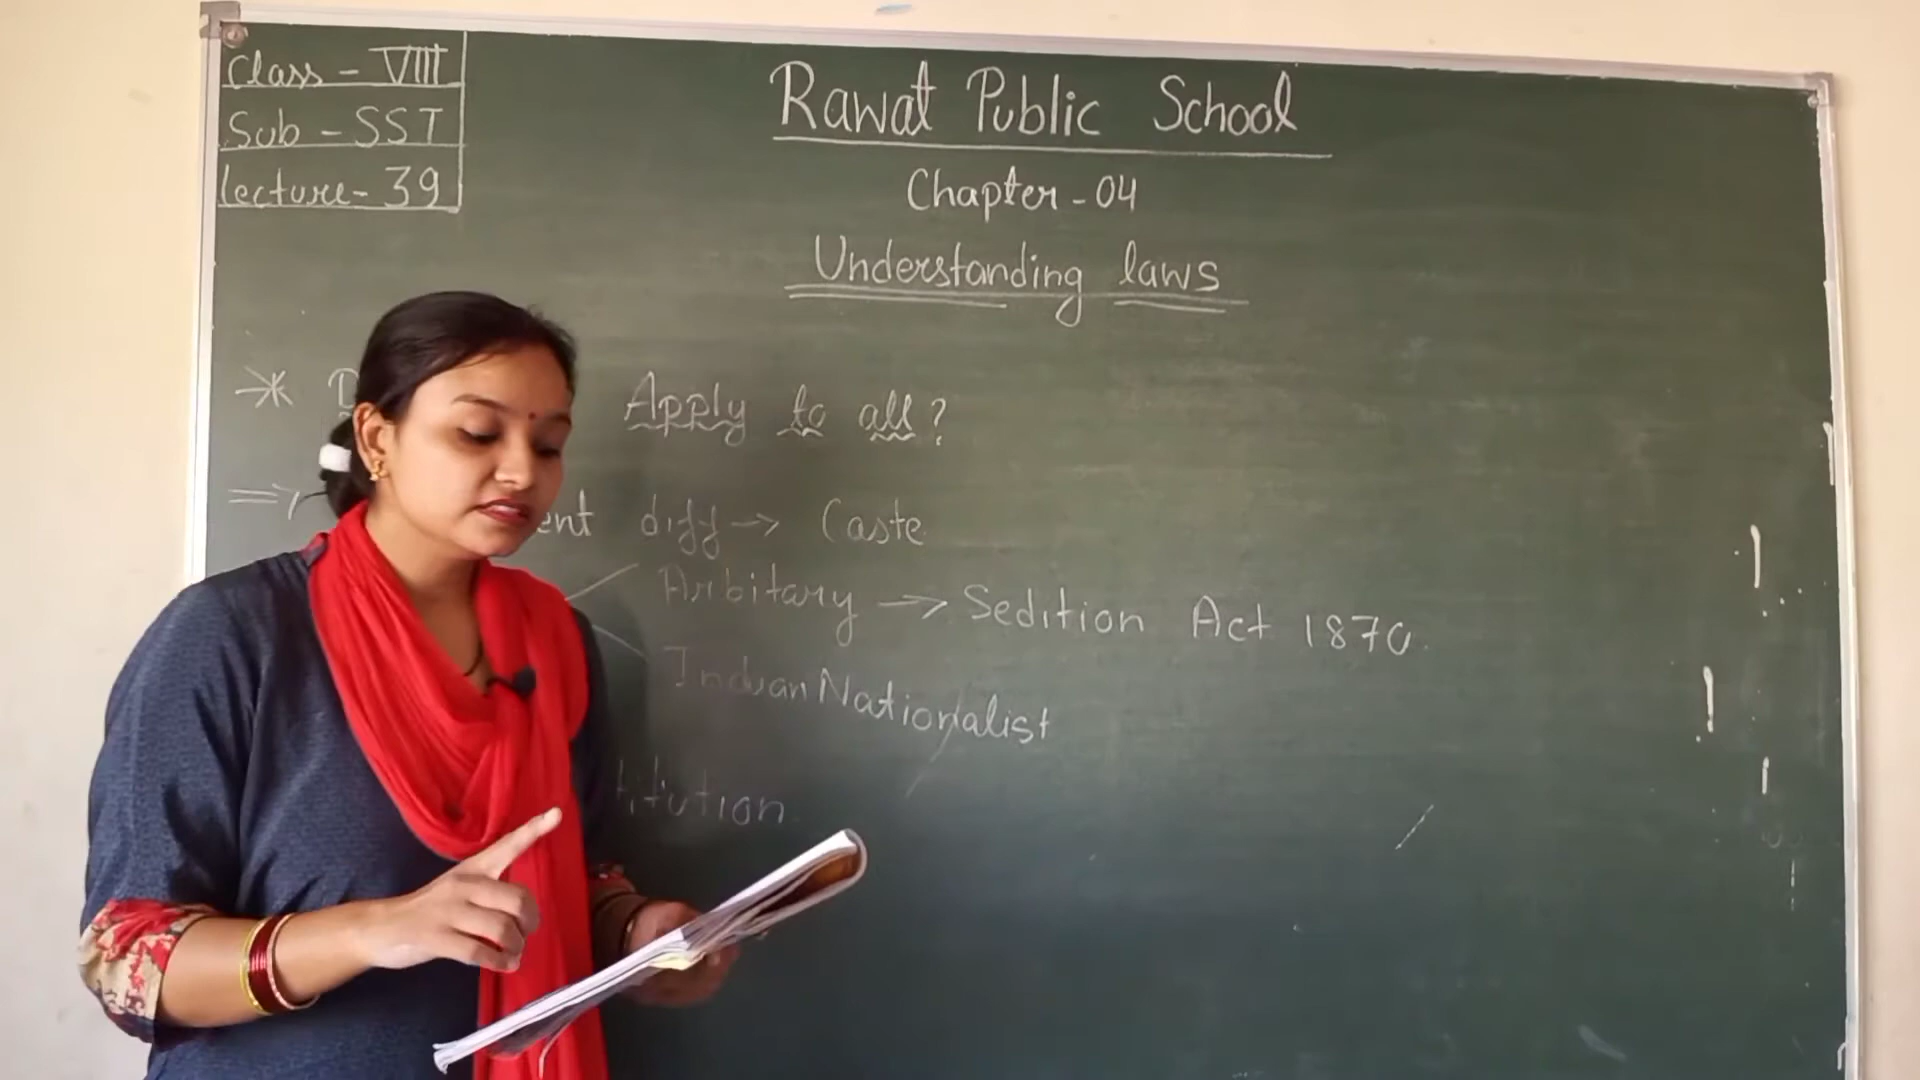 Class - VIII
Sub - SST
Lecture - 39
Rawat Public School
Chapter - 04
Understanding laws
Apply to all?
diff → Caste
Arbitary → Sedition Act 1870
Indian Nationalist